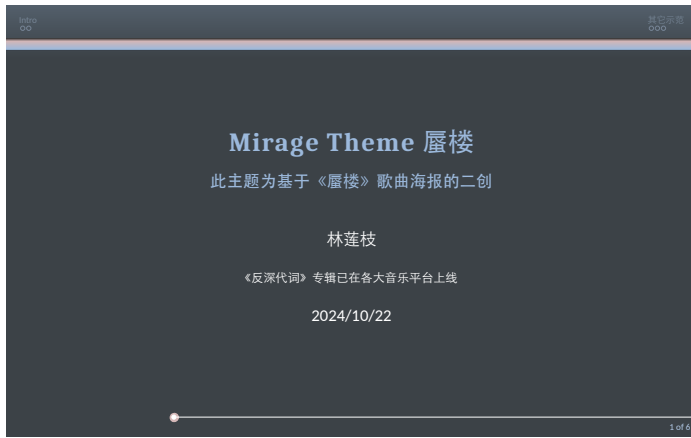 Intro
其它示范
Mirage Theme 蜃楼
此主题为基于《蜃楼》歌曲海报的二创
林莲枝
《反深代词》专辑已在各大音乐平台上线
2024/10/22
1 of 6